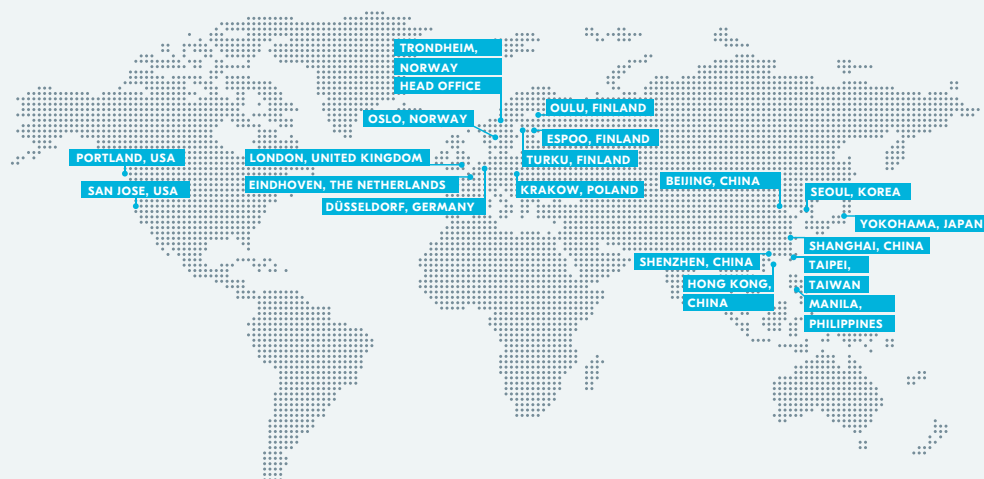 TRONDHEIM,
NORWAY
HEAD OFFICE
OULU, FINLAND
OSLO, NORWAY
ESPOO, FINLAND
TURKU, FINLAND
PORTLAND, USA
LONDON, UNITED KINGDOM
SAN JOSE, USA
EINDHOVEN, THE NETHERLANDS
KRAKOW, POLAND
DÜSSELDORF, GERMANY
BEIJING, CHINA
SEOUL, KOREA
YOKOHAMA, JAPAN
SHANGHAI, CHINA
SHENZHEN, CHINA
TAIPEI,
TAIWAN
HONG KONG,
CHINA
MANILA,
PHILIPPINES